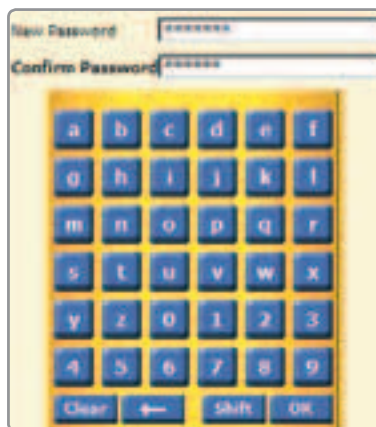 New Password *******
Confirm Password ******
a b c d e f
g h i j k l
m n o p q r
s t u v w x
y z 0 1 2 3
4 5 6 7 8 9
Clear ← Shift OK